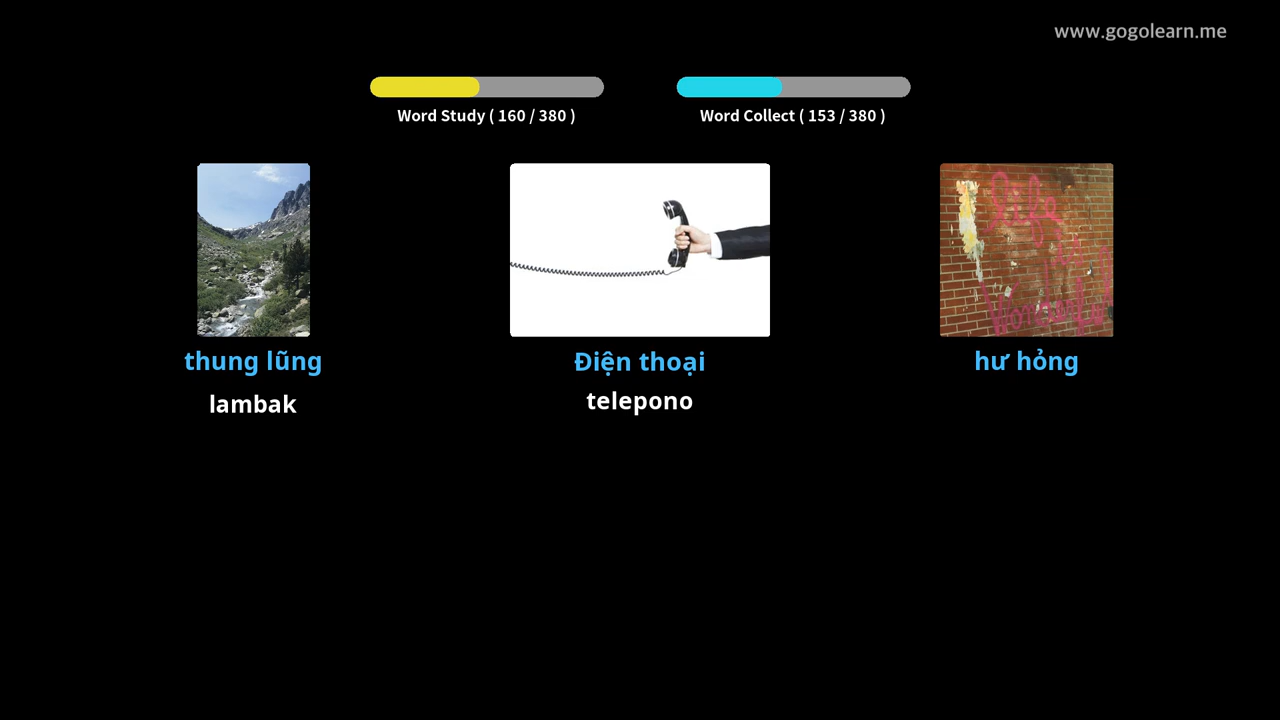 www.gogolearn.me
Word Study ( 160 / 380 )
Word Collect ( 153 / 380 )
thung lũng
lambak
Điện thoại
telepono
hư hỏng